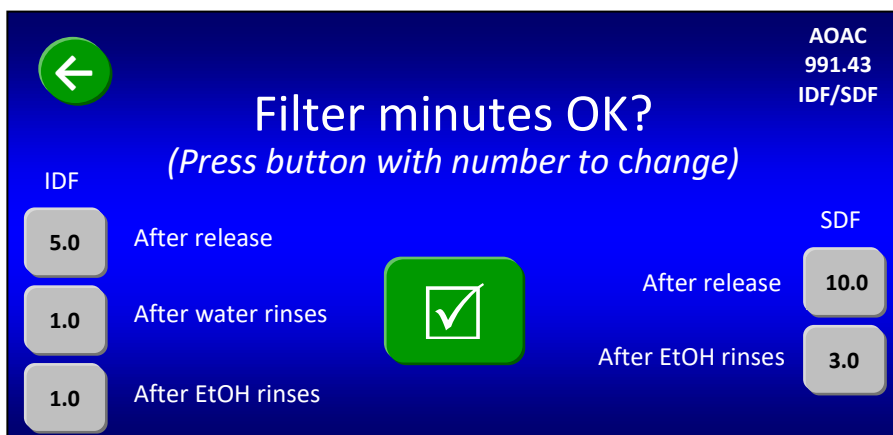 AOAC
991.43
IDF/SDF
Filter minutes OK?
(Press button with number to change)
IDF
5.0 After release
1.0 After water rinses
1.0 After EtOH rinses
SDF
After release 10.0
After EtOH rinses 3.0